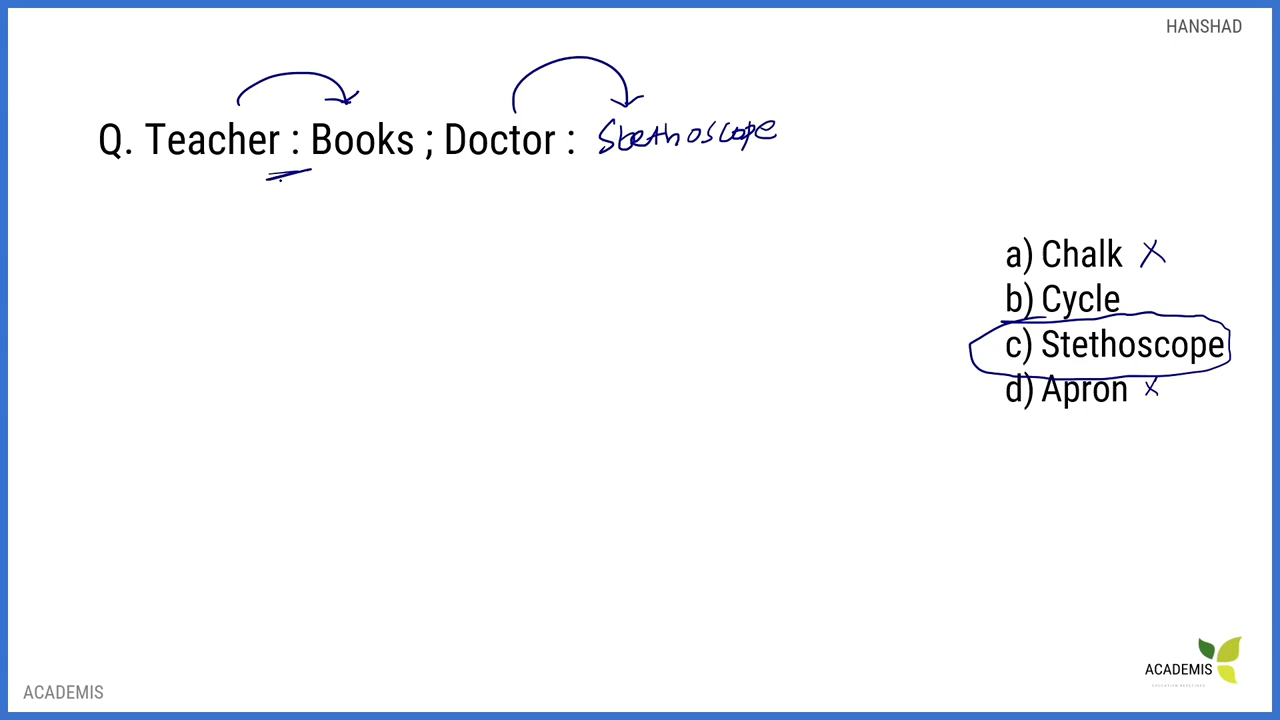 HANSHAD
Q. Teacher : Books ; Doctor : Stethoscope
a) Chalk X
b) Cycle
c) Stethoscope
d) Apron x
ACADEMIS
ACADEMIS